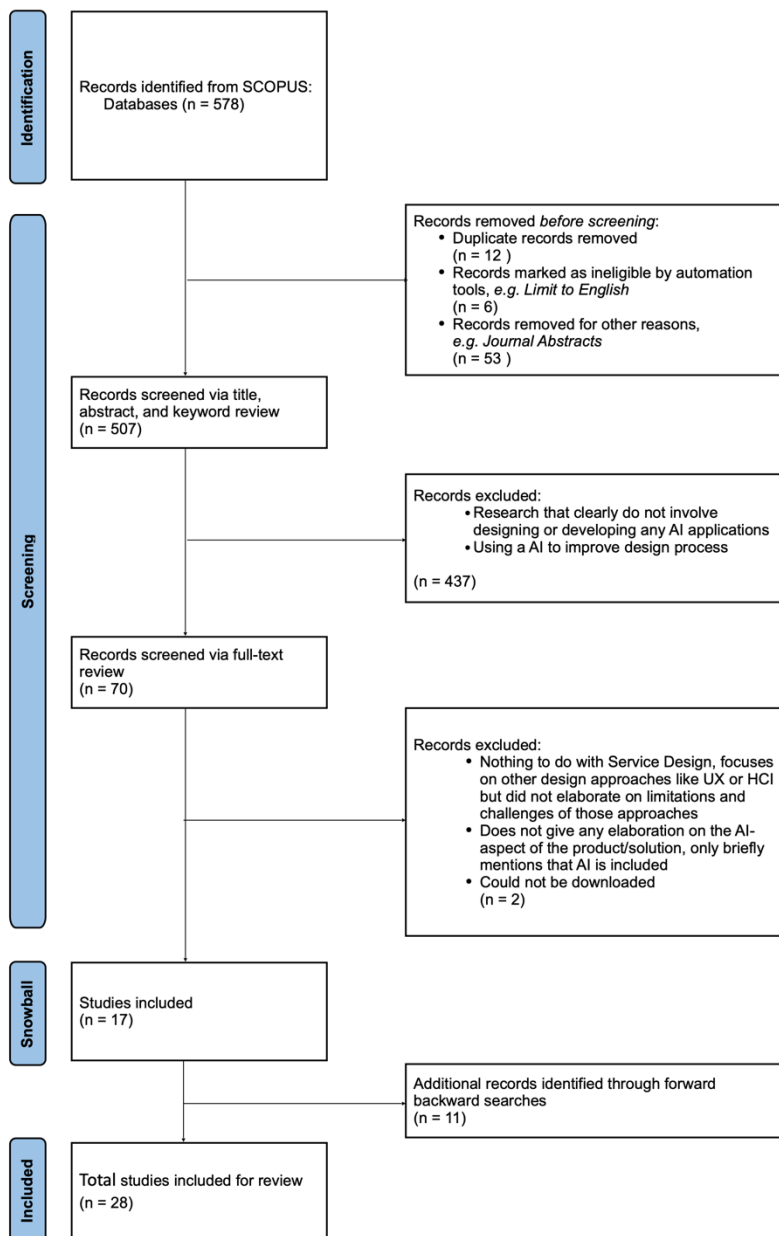 Identification
Records identified from SCOPUS:
Databases (n = 578)
Screening
Records removed before screening:
• Duplicate records removed
(n = 12 )
• Records marked as ineligible by automation
tools, e.g. Limit to English
(n = 6)
• Records removed for other reasons,
e.g. Journal Abstracts
(n = 53 )
Records screened via title,
abstract, and keyword review
(n = 507)
Records excluded:
• Research that clearly do not involve
designing or developing any AI applications
• Using a AI to improve design process
(n = 437)
Records screened via full-text
review
(n = 70)
Records excluded:
• Nothing to do with Service Design, focuses
on other design approaches like UX or HCI
but did not elaborate on limitations and
challenges of those approaches
• Does not give any elaboration on the AI-
aspect of the product/solution, only briefly
mentions that AI is included
• Could not be downloaded
(n = 2)
Snowball
Studies included
(n = 17)
Additional records identified through forward
backward searches
(n = 11)
Included
Total studies included for review
(n = 28)